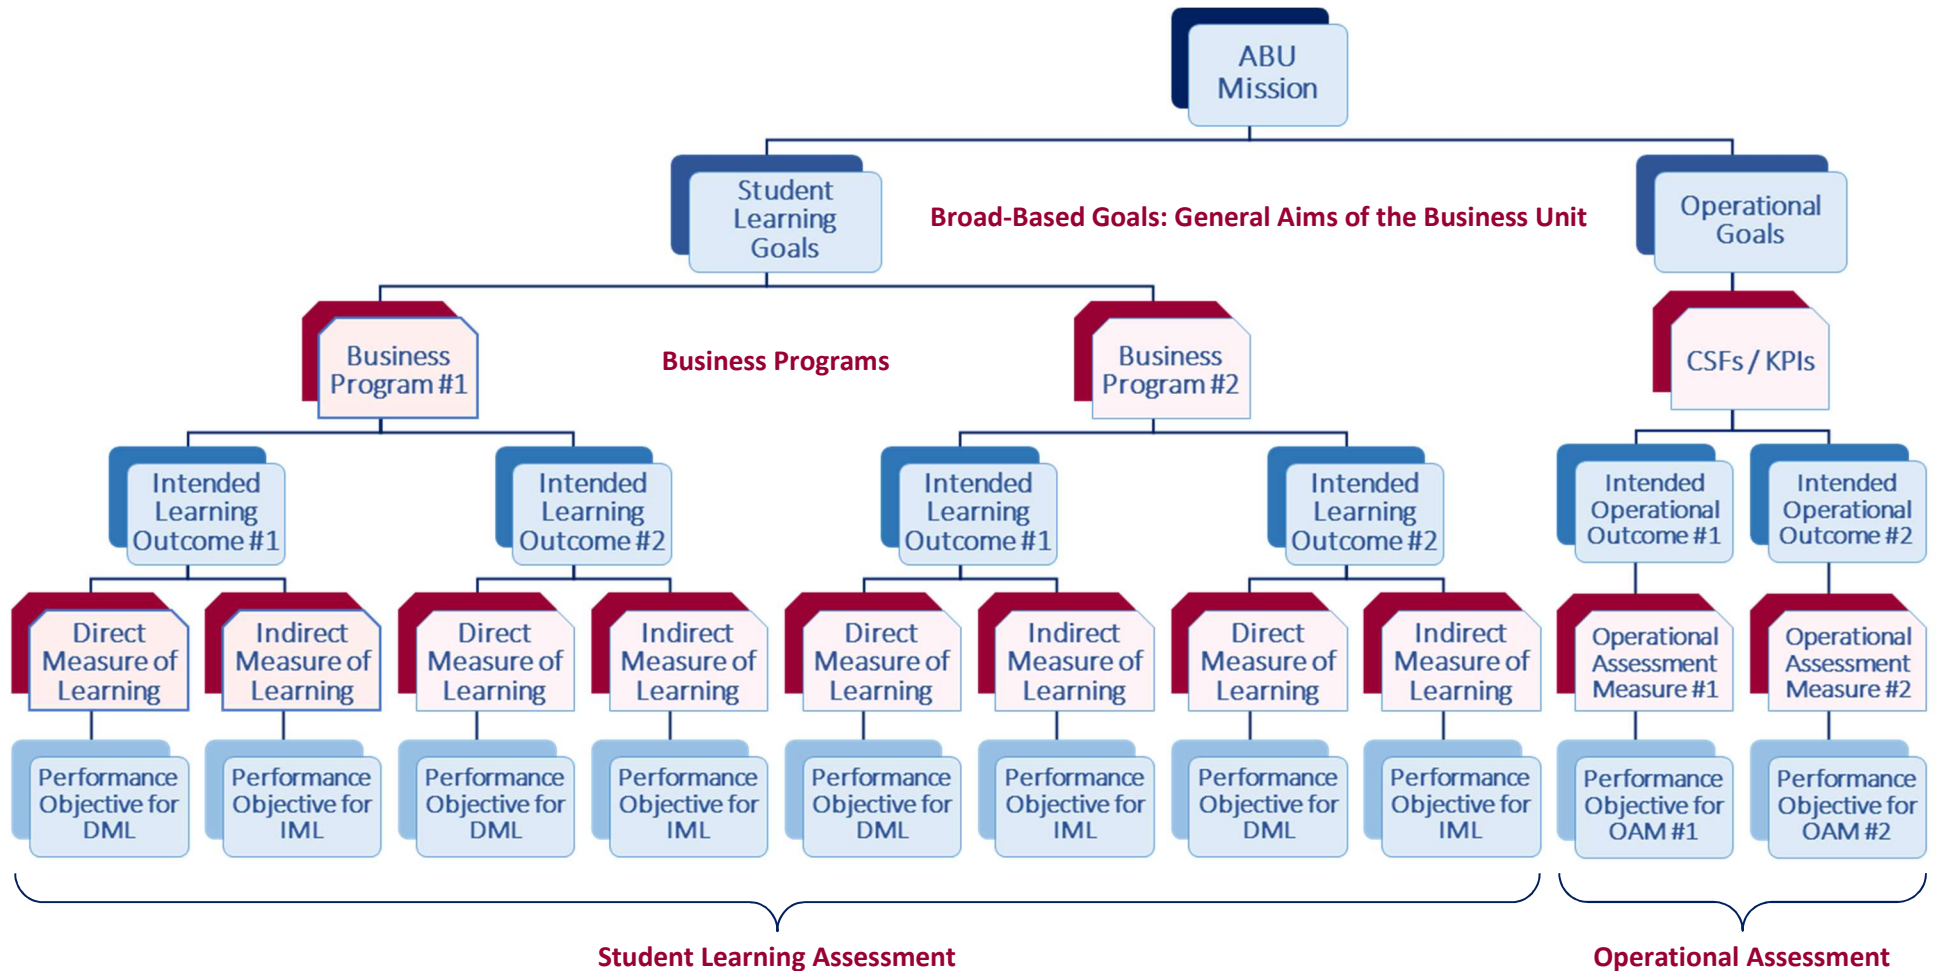 ABU
Mission
Student
Learning
Goals
Broad-Based Goals: General Aims of the Business Unit
Operational
Goals
Business
Program #1
Business Programs
Business
Program #2
CSFs / KPIs
Intended
Learning
Outcome #1
Intended
Learning
Outcome #2
Intended
Learning
Outcome #1
Intended
Learning
Outcome #2
Intended
Operational
Outcome #1
Intended
Operational
Outcome #2
Direct
Measure of
Learning
Indirect
Measure of
Learning
Direct
Measure of
Learning
Indirect
Measure of
Learning
Direct
Measure of
Learning
Indirect
Measure of
Learning
Direct
Measure of
Learning
Indirect
Measure of
Learning
Operational
Assessment
Measure #1
Operational
Assessment
Measure #2
Performance
Objective for
DML
Performance
Objective for
IML
Performance
Objective for
DML
Performance
Objective for
IML
Performance
Objective for
DML
Performance
Objective for
IML
Performance
Objective for
DML
Performance
Objective for
IML
Performance
Objective for
OAM #1
Performance
Objective for
OAM #2
Student Learning Assessment
Operational Assessment